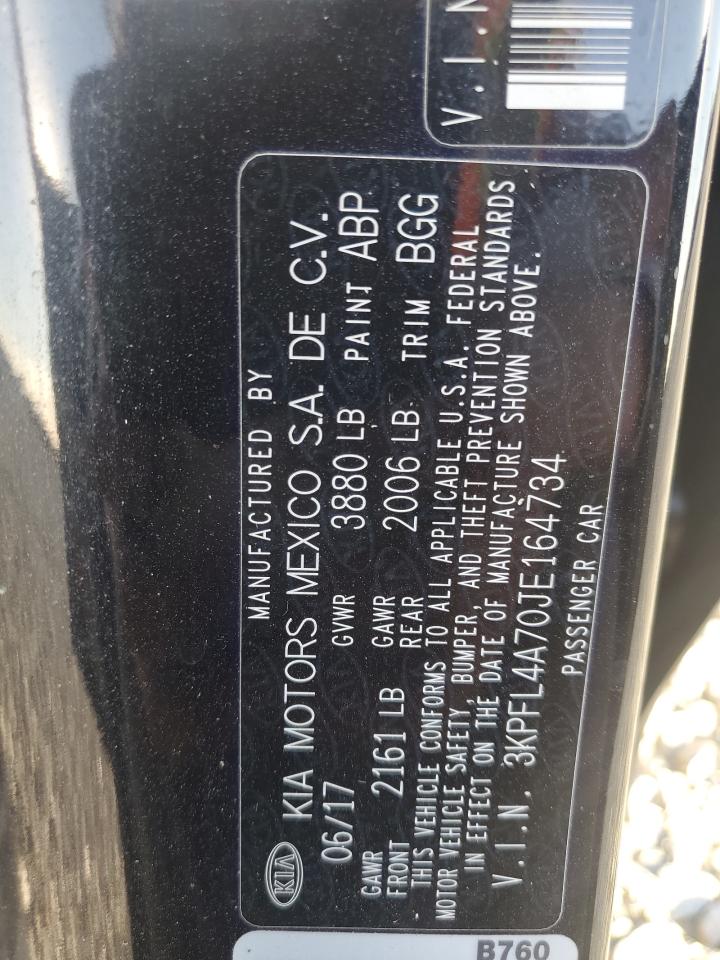 V.I.N
KIA
MANUFACTURED BY
KIA MOTORS MEXICO S.A. DE C.V.
06/17 GVWR 3880 LB PAINT ABP
GAWR FRONT 2161 LB GAWR REAR 2006 LB TRIM BGG
THIS VEHICLE CONFORMS TO ALL APPLICABLE U.S.A. FEDERAL
MOTOR VEHICLE SAFETY, BUMPER, AND THEFT PREVENTION STANDARDS
IN EFFECT ON THE DATE OF MANUFACTURE SHOWN ABOVE.
V.I.N. 3KPFL4A70JE164734
PASSENGER CAR
B760